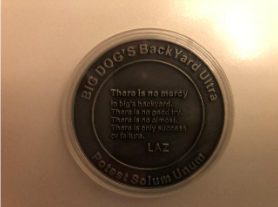 BIG DOG'S BackYard Ultra
There is no mercy
in big's backyard.
There is no good try.
There is no almost.
There is only success
or failure.
LAZ
Potest Solum Unum